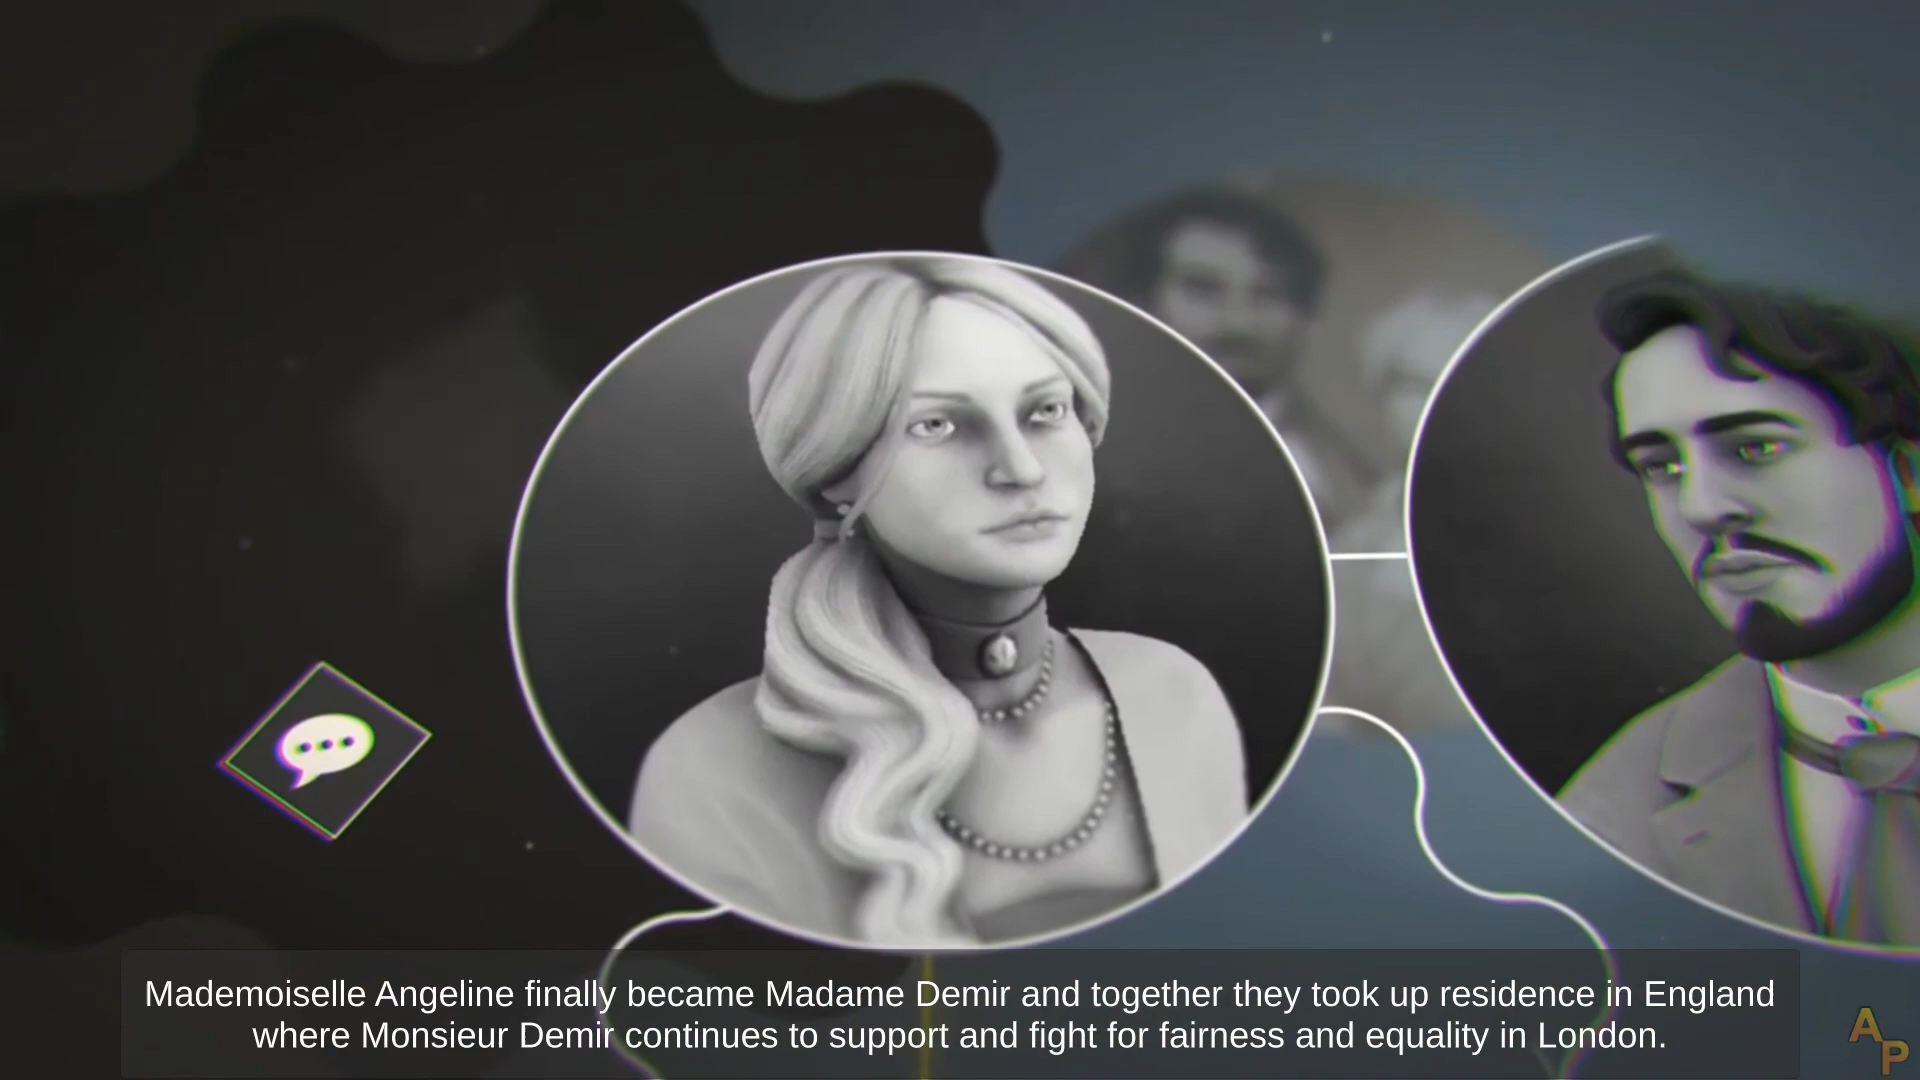 Mademoiselle Angeline finally became Madame Demir and together they took up residence in England
where Monsieur Demir continues to support and fight for fairness and equality in London.
A
P